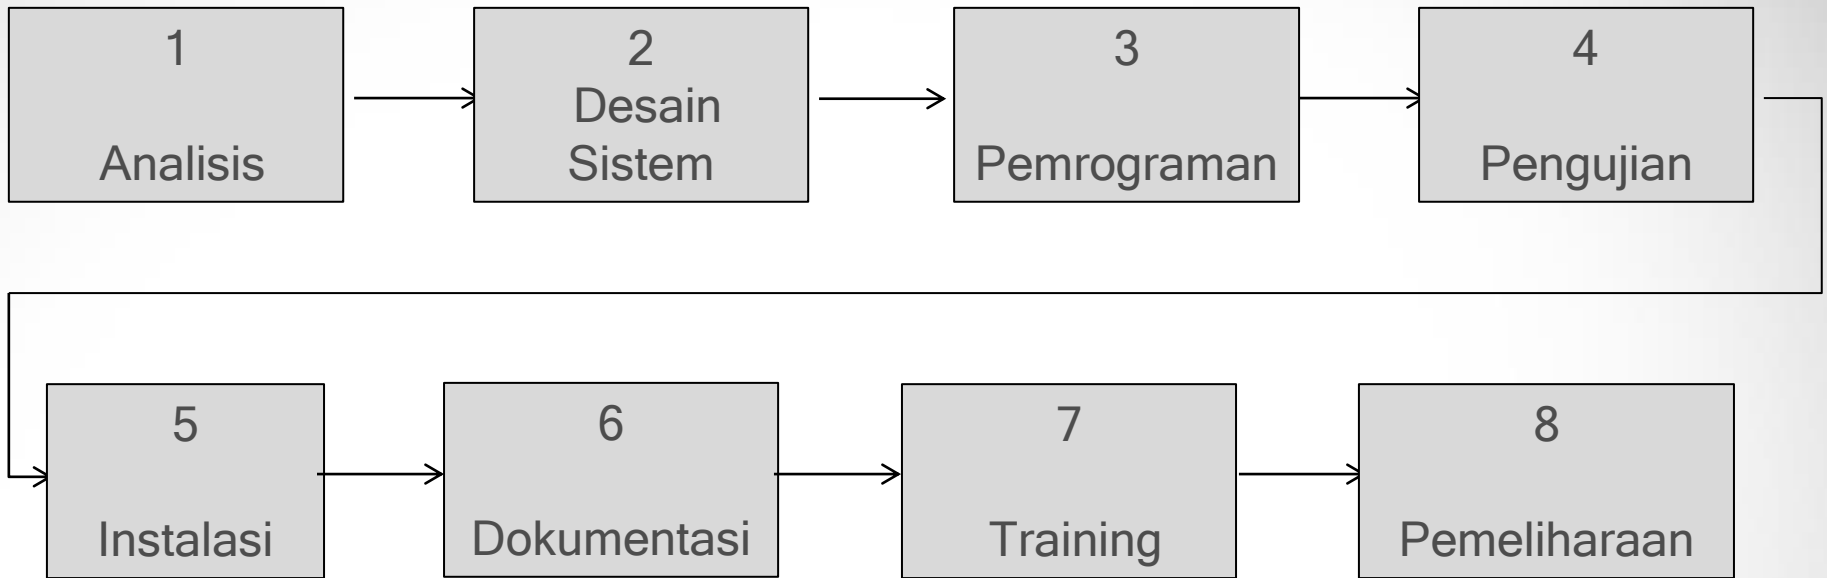 1
Analisis
2
Desain
Sistem
3
Pemrograman
4
Pengujian
5
Instalasi
6
Dokumentasi
7
Training
8
Pemeliharaan